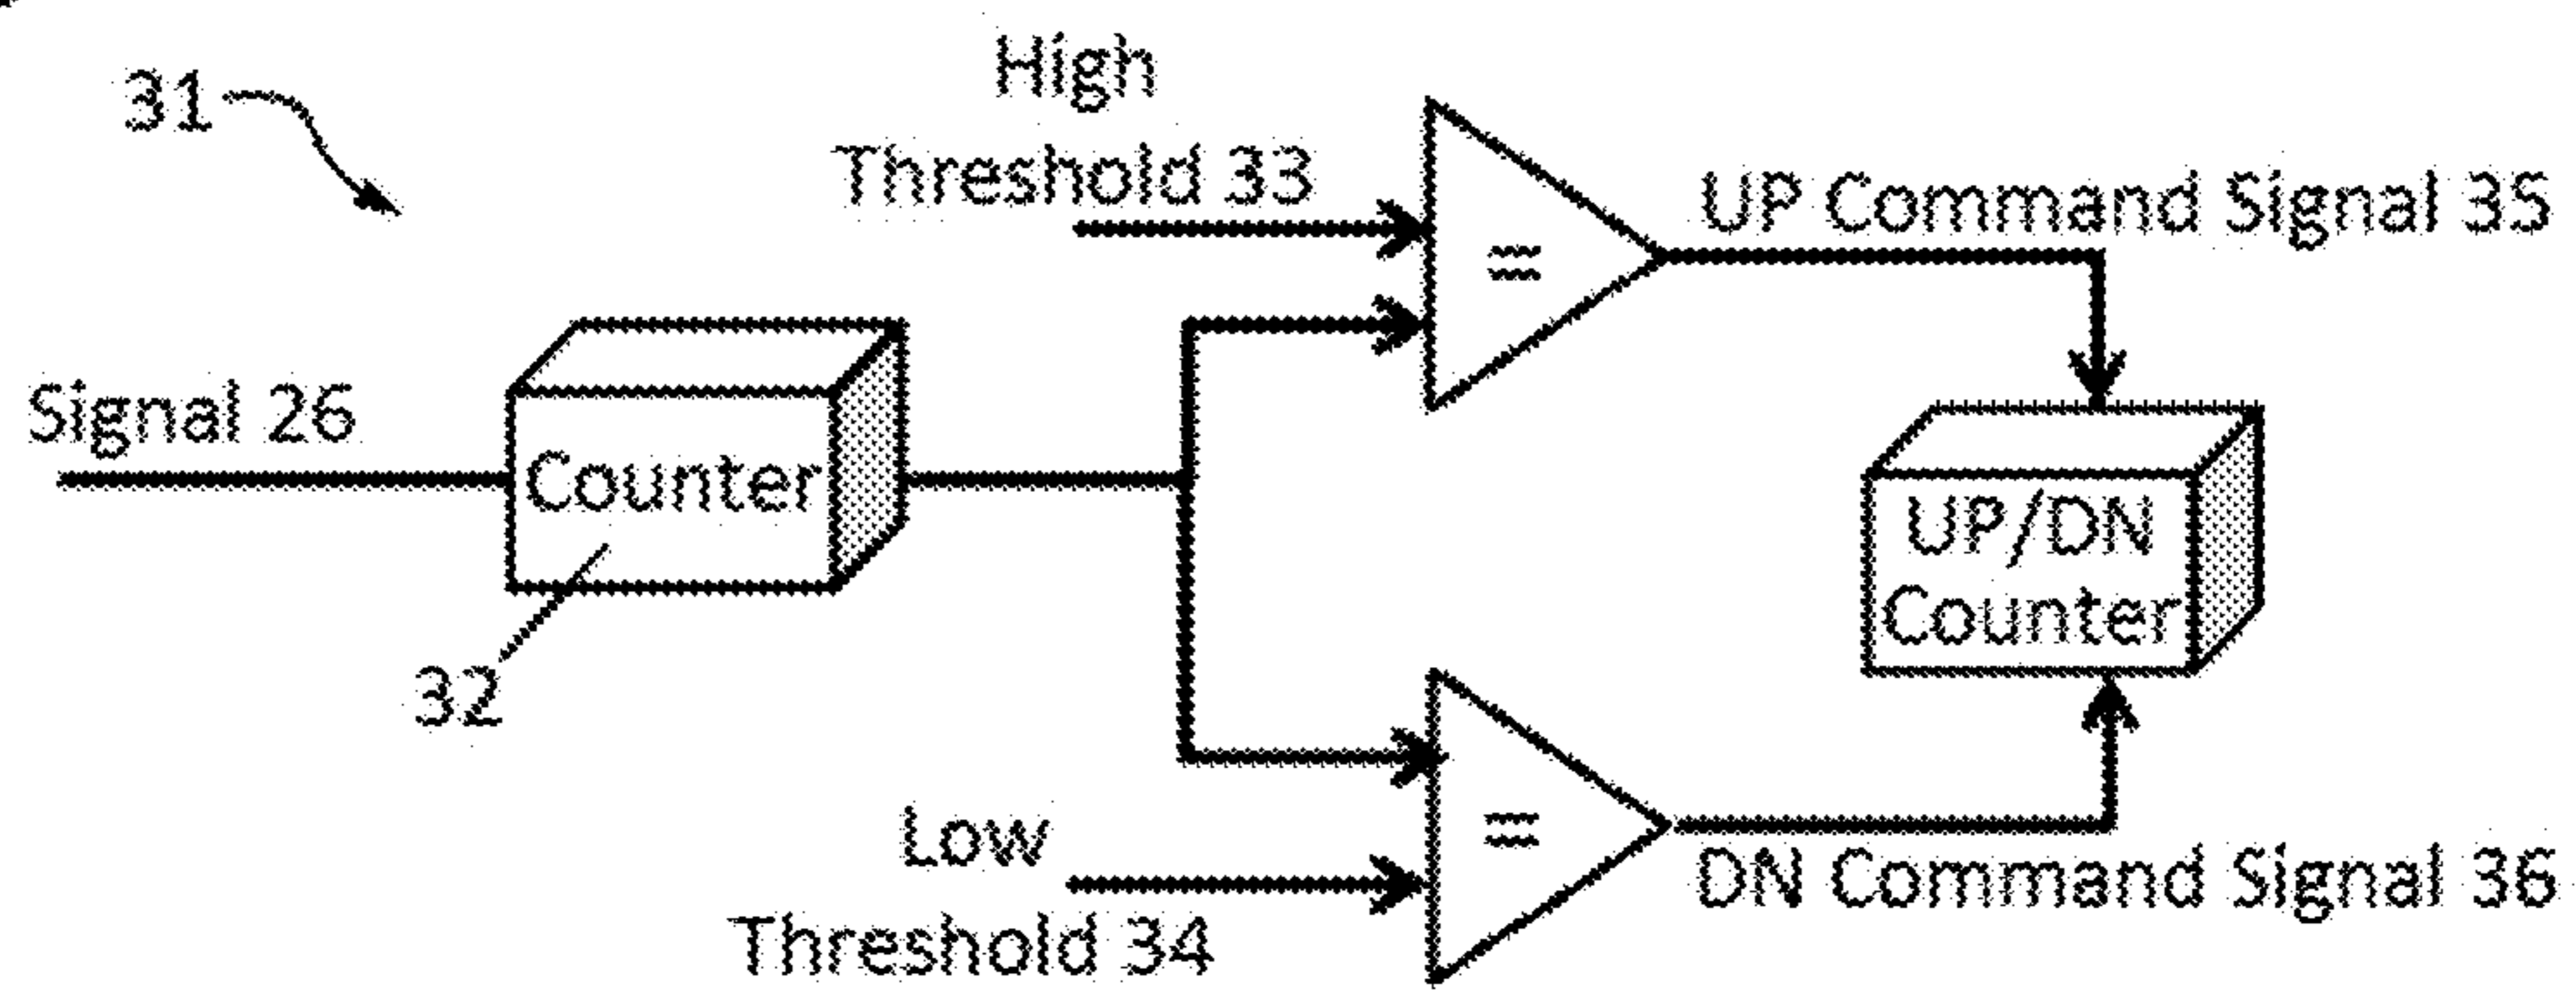 31
High
Threshold 33
=
UP Command Signal 35
Signal 26
Counter
32
UP/DN
Counter
Low
Threshold 34
=
DN Command Signal 36